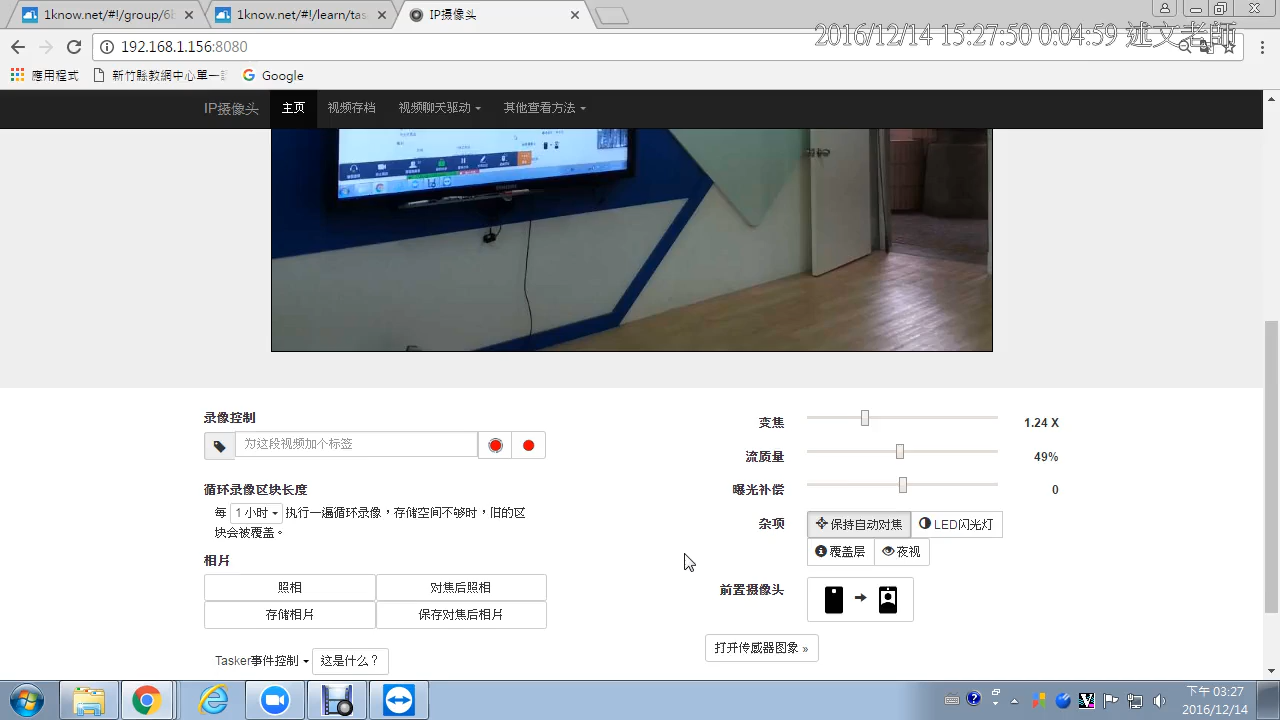 1know.net/#!/group/6b
1know.net/#!/learn/tas
IP摄像头
192.168.1.156:8080
2016/12/14 15:27:50 0:04:59 述文老師
應用程式
新竹縣教網中心單一
Google
IP摄像头
主页
视频存档
视频聊天驱动
其他查看方法
SAMSUNG
录像控制
为这段视频加个标签
循环录像区块长度
每 1 小时 执行一遍循环录像，存储空间不够时，旧的区
块会被覆盖。
相片
照相
对焦后照相
存储相片
保存对焦后相片
Tasker事件控制
这是什么？
变焦
1.24 X
流质量
49%
曝光补偿
0
杂项
保持自动对焦
LED闪光灯
覆盖层
夜视
前置摄像头
打开传感器图象 »
下午 03:27
2016/12/14